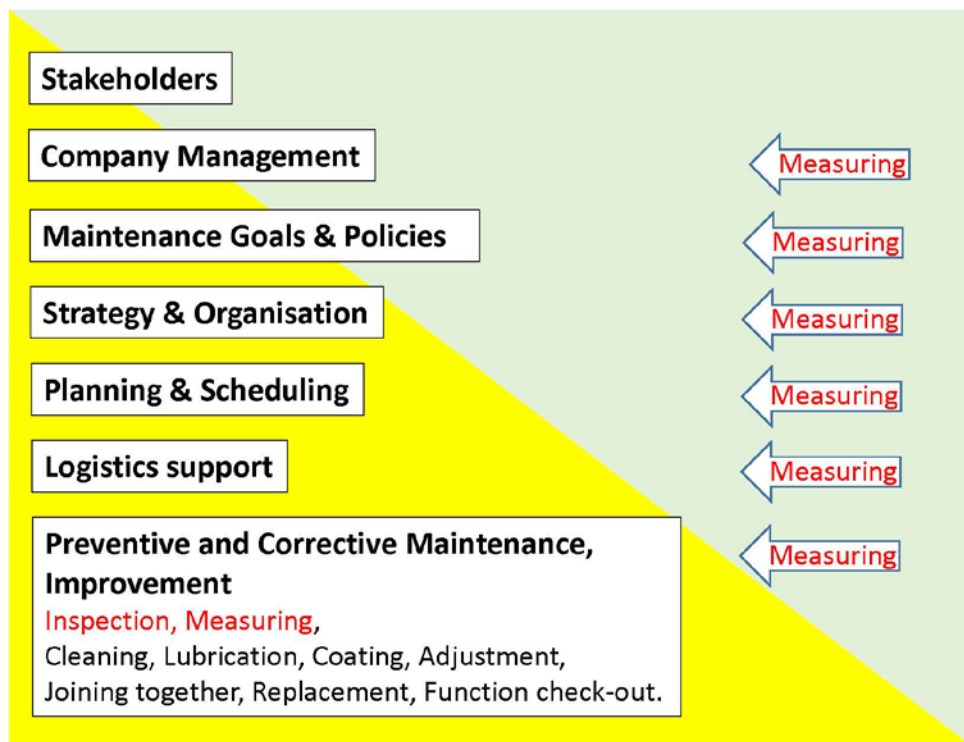 Stakeholders
Company Management
Measuring
Maintenance Goals & Policies
Measuring
Strategy & Organisation
Measuring
Planning & Scheduling
Measuring
Logistics support
Measuring
Preventive and Corrective Maintenance,
Improvement
Measuring
Inspection, Measuring,
Cleaning, Lubrication, Coating, Adjustment,
Joining together, Replacement, Function check-out.